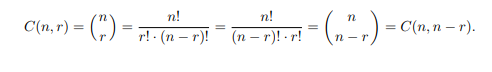 C(n, r) = \binom{n}{r} = \frac{n!}{r! \cdot (n - r)!} = \frac{n!}{(n - r)! \cdot r!} = \binom{n}{n - r} = C(n, n - r).